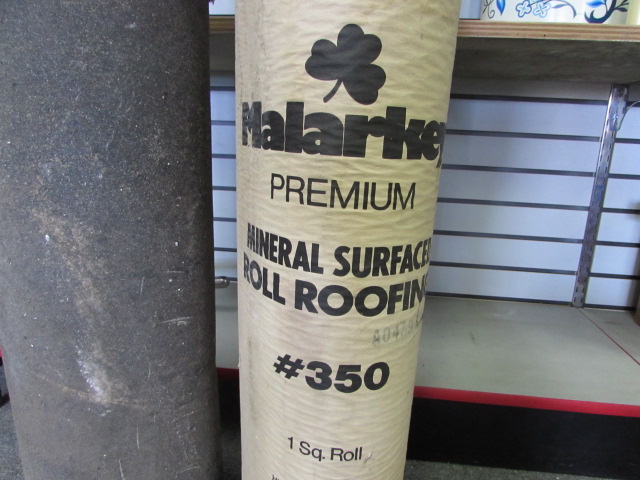 Malarkey
PREMIUM
MINERAL SURFACED
ROLL ROOFING
#350
1 Sq. Roll